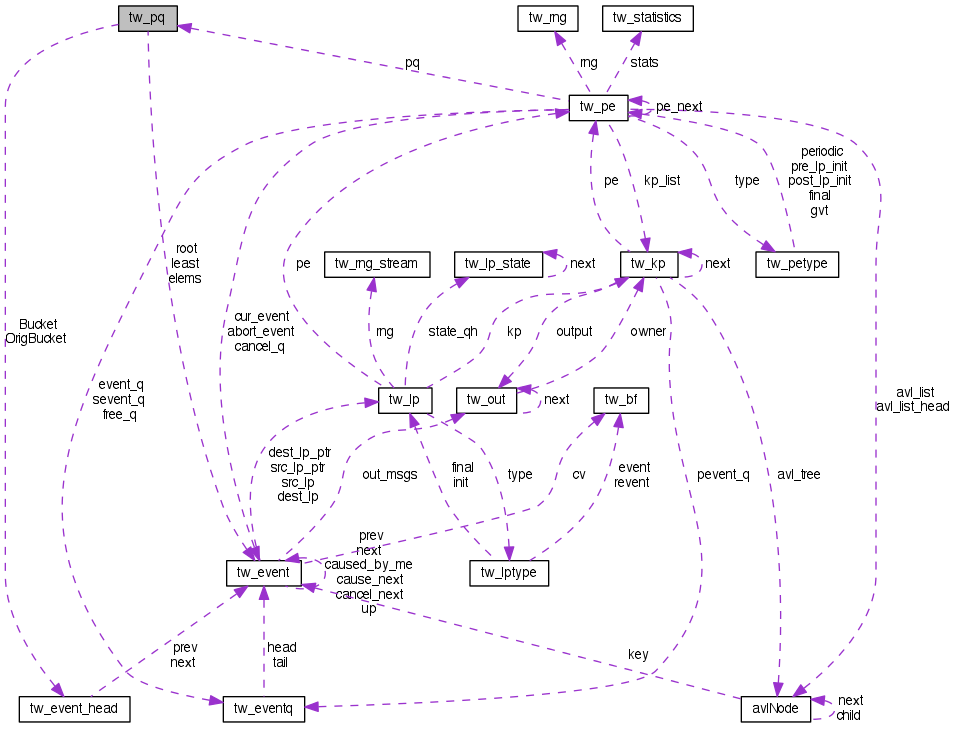 tw_pq
tw_rng
tw_statistics
pq
rng
stats
tw_pe
pe_next
periodic
pre_lp_init
post_lp_init
final
gvt
pe
kp_list
type
root
least
elems
pe
tw_rng_stream
tw_lp_state
next
tw_kp
next
tw_petype
Bucket
OrigBucket
cur_event
abort_event
cancel_q
rng
state_qh
kp
output
owner
event_q
sevent_q
free_q
tw_lp
tw_out
next
tw_bf
avl_list
avl_list_head
dest_lp_ptr
src_lp_ptr
src_lp
dest_lp
out_msgs
final
init
type
cv
event
revent
pevent_q
avl_tree
tw_event
prev
next
caused_by_me
cause_next
cancel_next
up
tw_lptype
prev
next
head
tail
key
tw_event_head
tw_eventq
avlNode
next
child